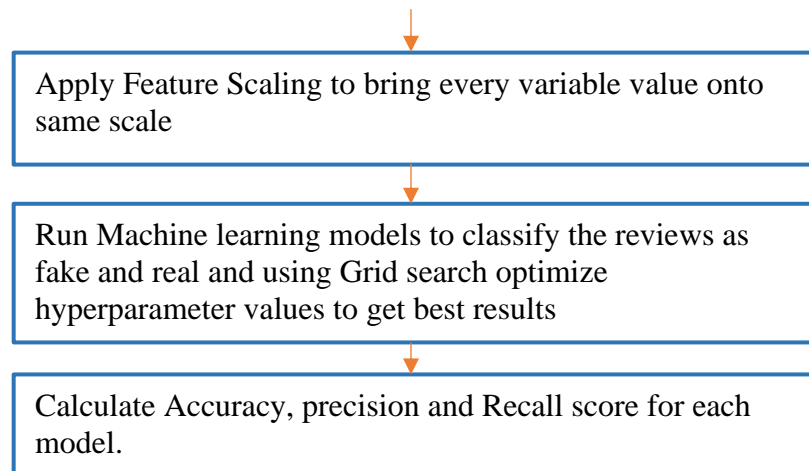 Apply Feature Scaling to bring every variable value onto
same scale
Run Machine learning models to classify the reviews as
fake and real and using Grid search optimize
hyperparameter values to get best results
Calculate Accuracy, precision and Recall score for each
model.